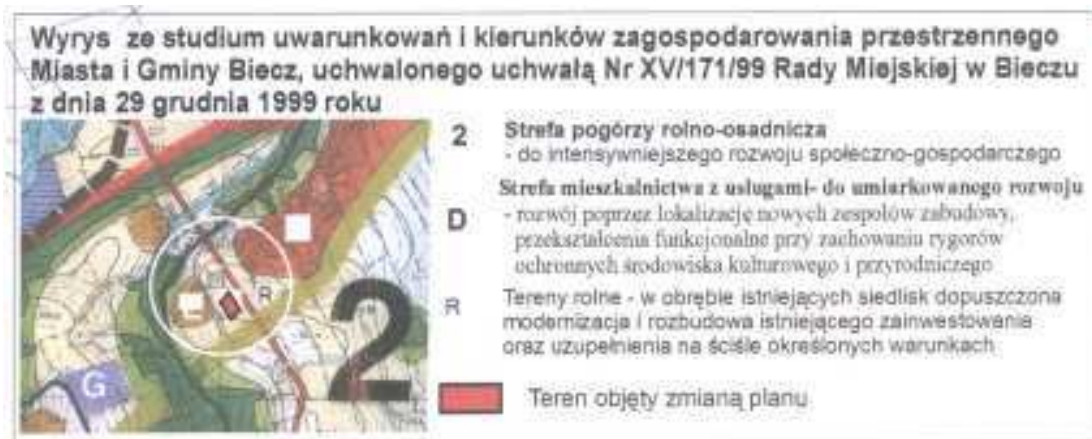 Wyrys ze studium uwarunkowań i kierunków zagospodarowania przestrzennego
Miasta i Gminy Biecz, uchwalonego uchwałą Nr XV/171/99 Rady Miejskiej w Bieczu
z dnia 29 grudnia 1999 roku
2 Strefa pogórzy rolno-osadnicza
- do intensywniejszego rozwoju społeczno-gospodarczego
Strefa mieszkalnictwa z usługami- do umiarkowanego rozwoju
D - rozwój poprzez lokalizację nowych zespołów zabudowy,
przekształcenia funkcjonalne przy zachowaniu rygorów
ochronnych środowiska kulturowego i przyrodniczego
R Tereny rolne - w obrębie istniejących siedlisk dopuszczona
modernizacja i rozbudowa istniejącego zainwestowania
oraz uzupełnienia na ściśle określonych warunkach
Teren objęty zmianą planu
R
2
G